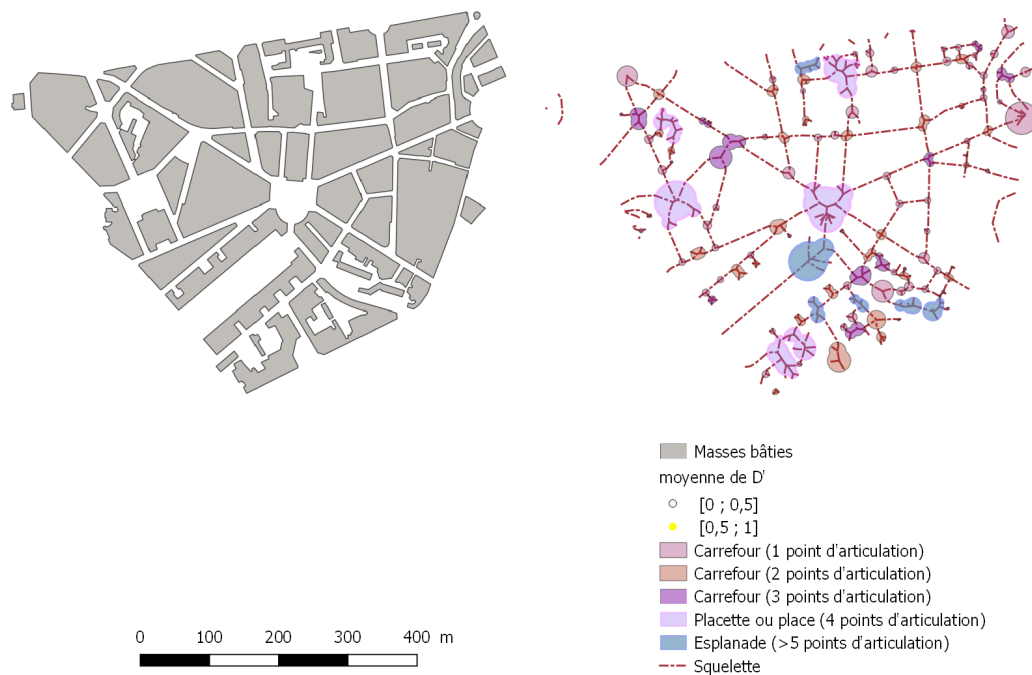 Masses bâties
moyenne de D'
[0 ; 0,5]
[0,5 ; 1]
Carrefour (1 point d'articulation)
Carrefour (2 points d'articulation)
Carrefour (3 points d'articulation)
Placette ou place (4 points d'articulation)
Esplanade (>5 points d'articulation)
Squelette
0 100 200 300 400 m